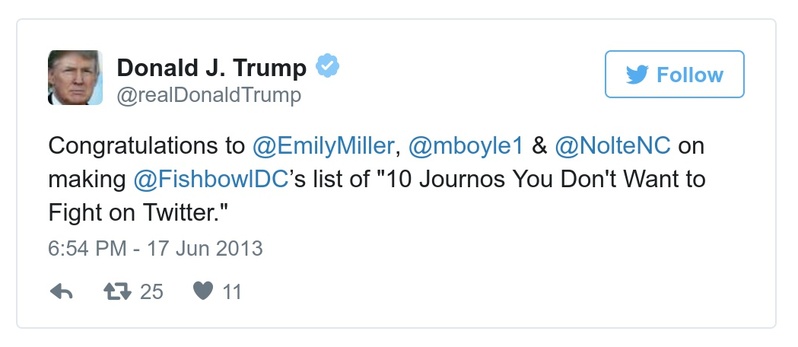 Donald J. Trump
@realDonaldTrump
Follow
Congratulations to @EmilyMiller, @mboyle1 & @NolteNC on
making @FishbowlDC’s list of "10 Journos You Don't Want to
Fight on Twitter."
6:54 PM - 17 Jun 2013
25 11